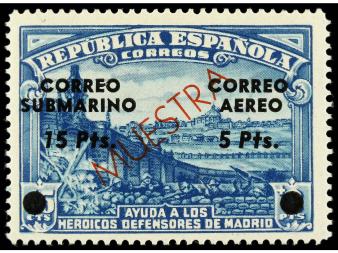 REPUBLICA ESPAÑOLA
CORREOS
CORREO SUBMARINO
15 Pts.
CORREO AEREO
5 Pts.
MUESTRA
AYUDA A LOS
HEROICOS DEFENSORES DE MADRID